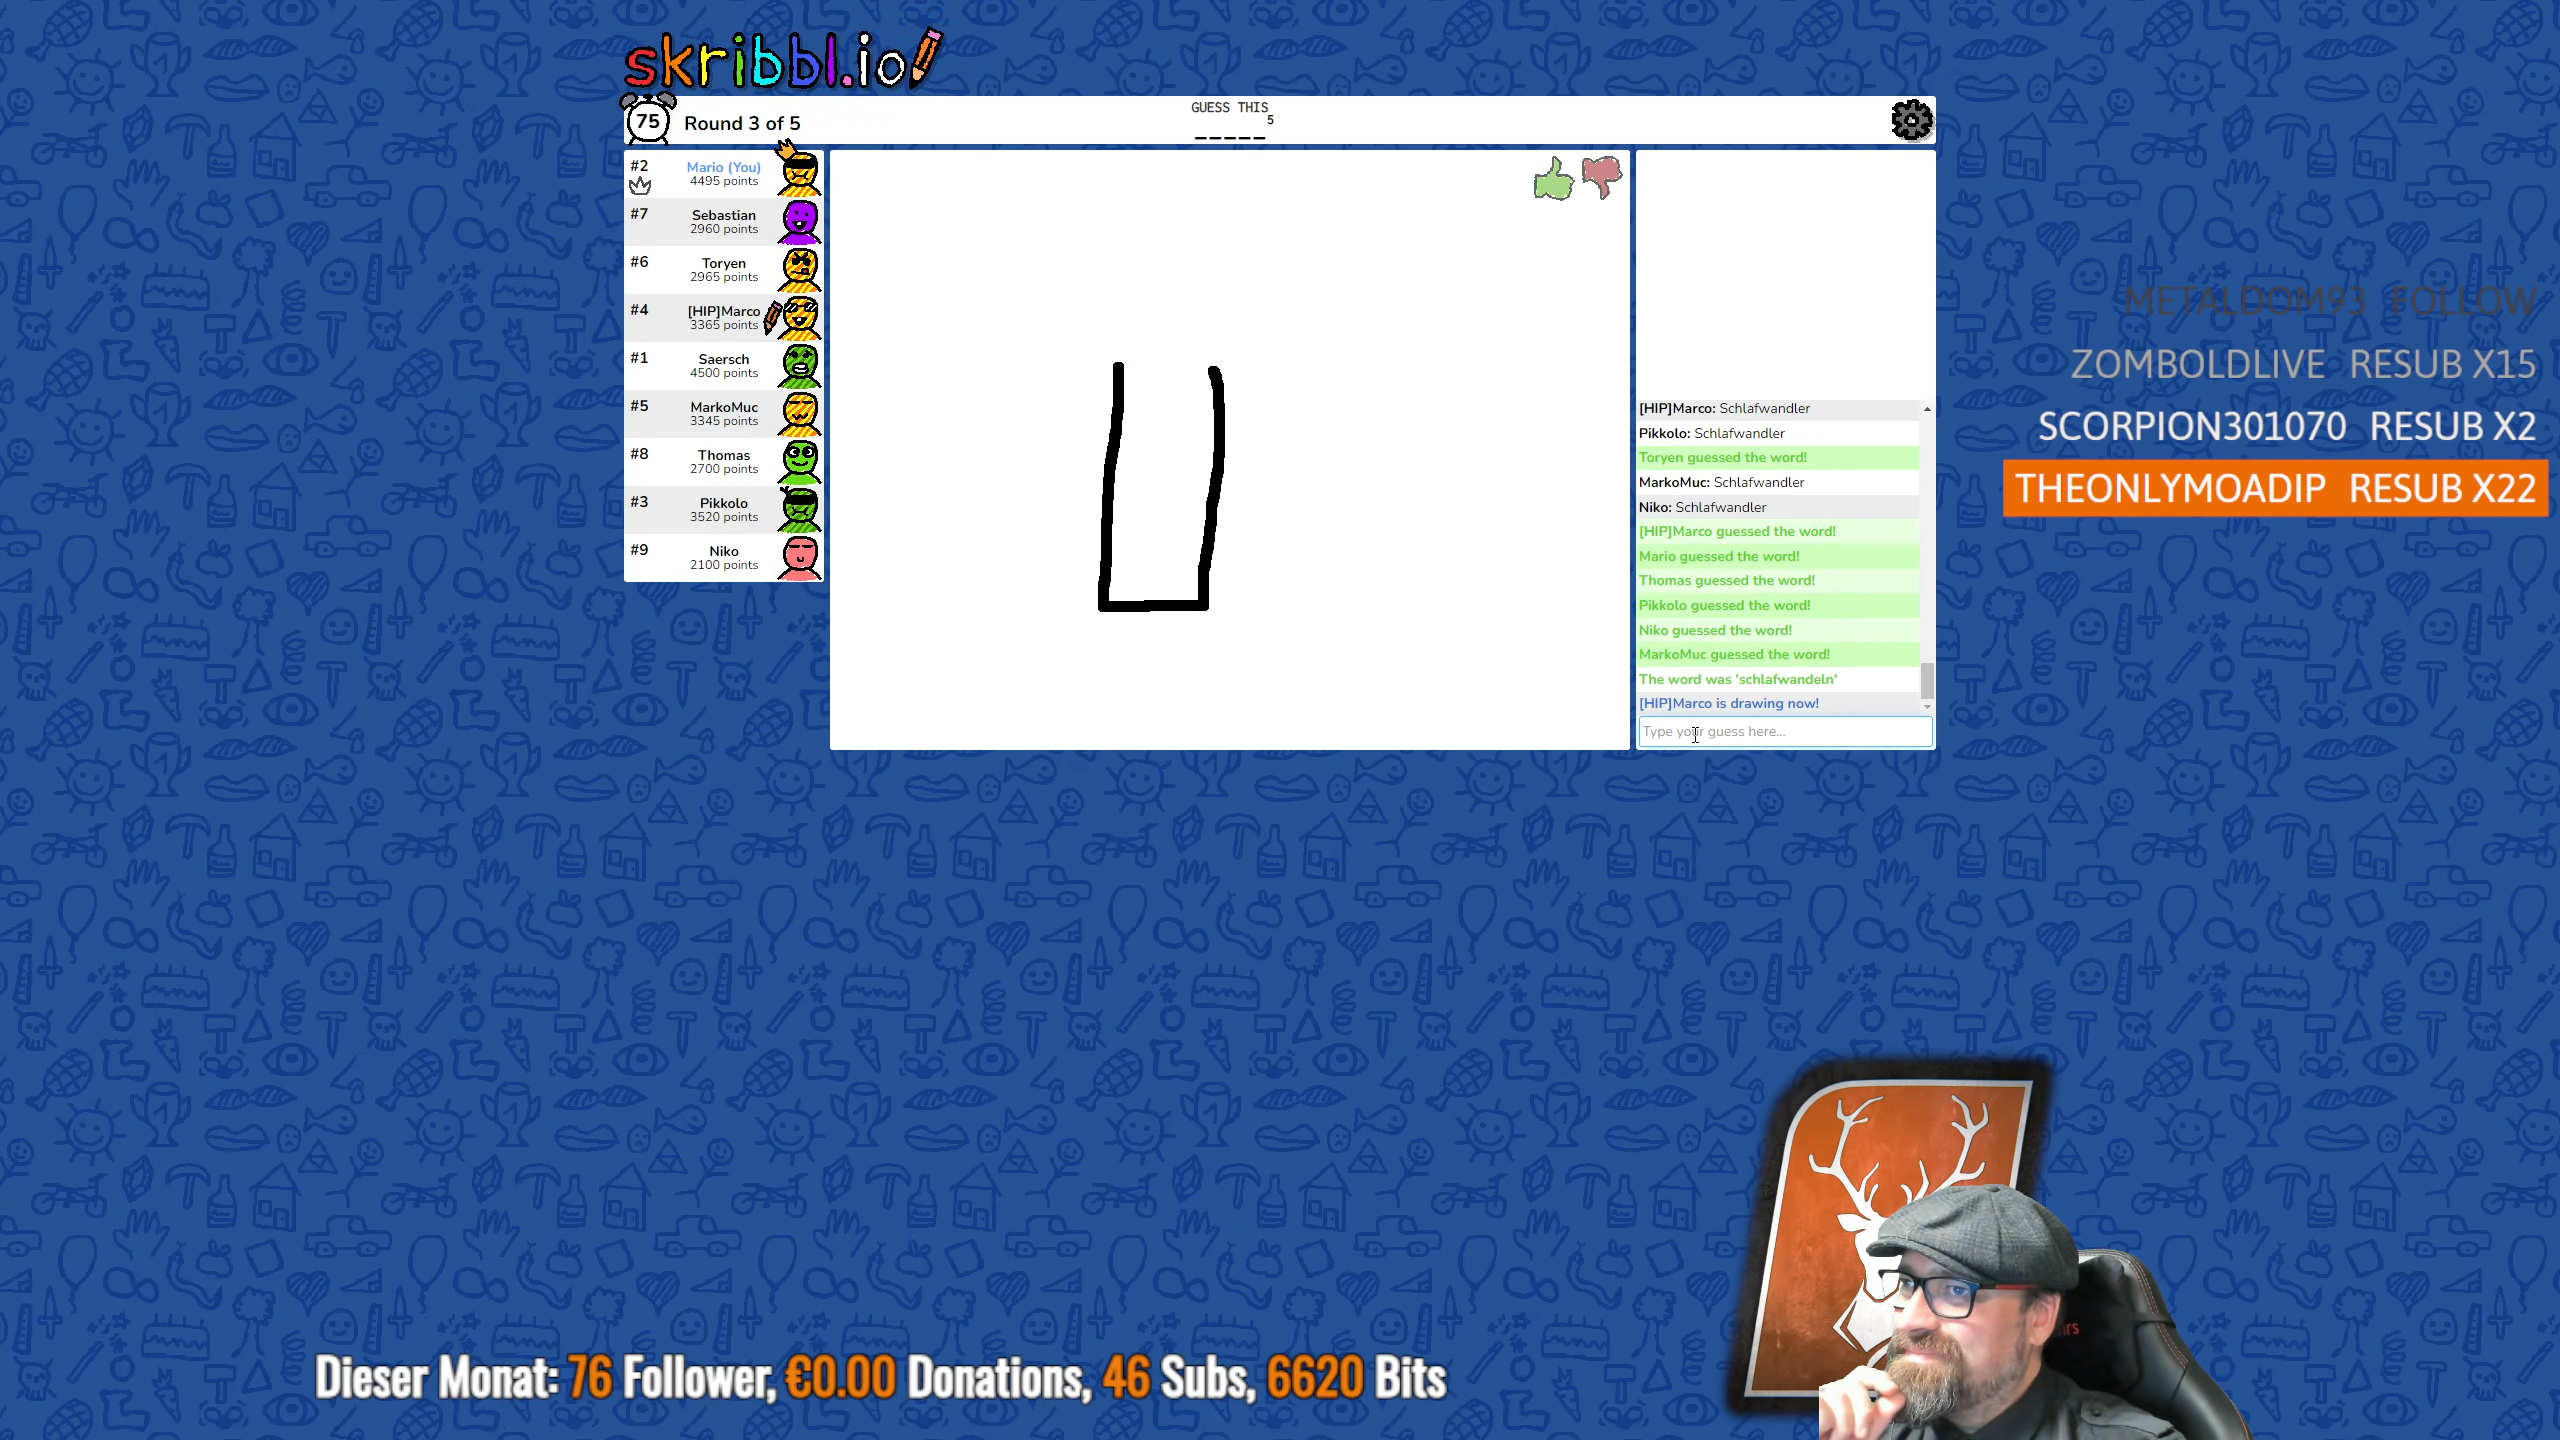 skribbl.io
75
Round 3 of 5
GUESS THIS
_____ 5
#2 Mario (You)
4495 points
#7 Sebastian
2960 points
#6 Toryen
2965 points
#4 [HIP]Marco
3365 points
#1 Saersch
4500 points
#5 MarkoMuc
3345 points
#8 Thomas
2700 points
#3 Pikkolo
3520 points
#9 Niko
2100 points
[HIP]Marco: Schlafwandler
Pikkolo: Schlafwandler
Toryen guessed the word!
MarkoMuc: Schlafwandler
Niko: Schlafwandler
[HIP]Marco guessed the word!
Mario guessed the word!
Thomas guessed the word!
Pikkolo guessed the word!
Niko guessed the word!
MarkoMuc guessed the word!
The word was 'schlafwandeln'
[HIP]Marco is drawing now!
Type your guess here...
METALDOM93 FOLLOW
ZOMBOLDLIVE RESUB X15
SCORPION301070 RESUB X2
THEONLYMOADIP RESUB X22
Dieser Monat: 76 Follower, €0.00 Donations, 46 Subs, 6620 Bits